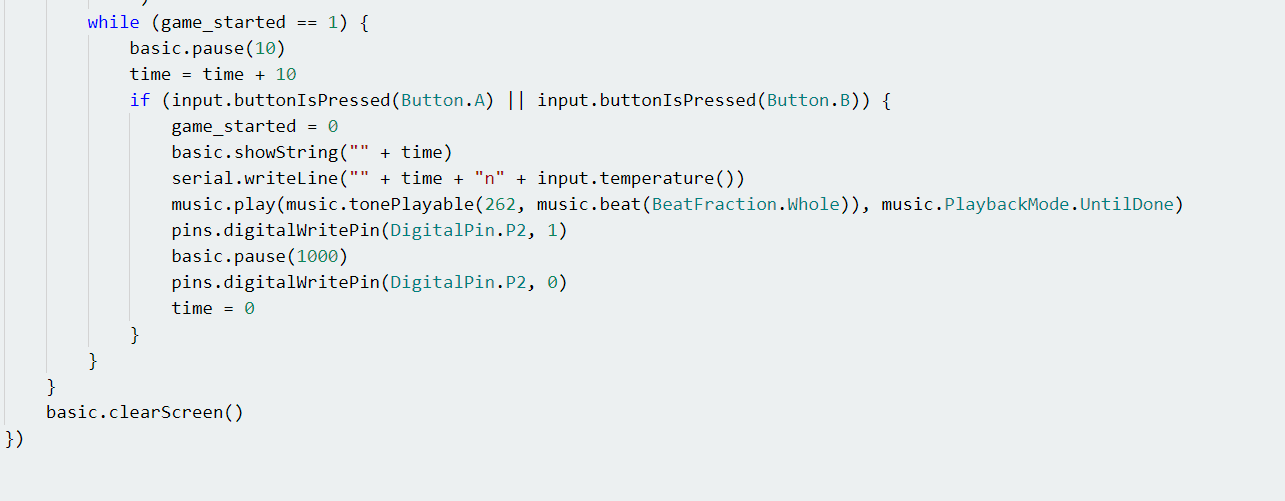 while (game_started == 1) {
basic.pause(10)
time = time + 10
if (input.buttonIsPressed(Button.A) || input.buttonIsPressed(Button.B)) {
game_started = 0
basic.showString("" + time)
serial.writeLine("" + time + "n" + input.temperature())
music.play(music.tonePlayable(262, music.beat(BeatFraction.Whole)), music.PlaybackMode.UntilDone)
pins.digitalWritePin(DigitalPin.P2, 1)
basic.pause(1000)
pins.digitalWritePin(DigitalPin.P2, 0)
time = 0
}
}
}
basic.clearScreen()
})